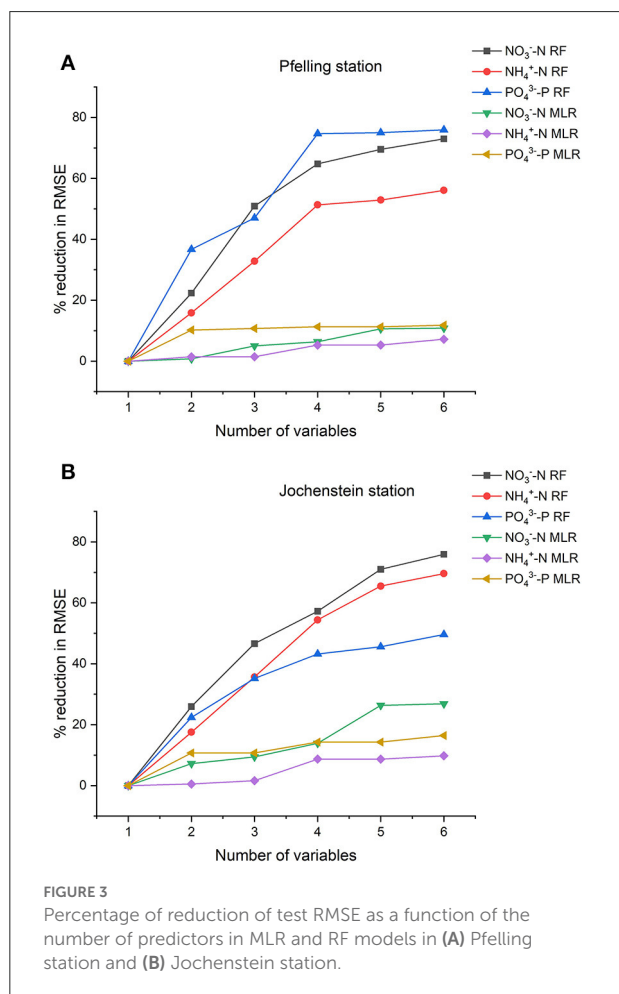 A
Pfelling station
NO₃⁻-N RF
NH₄⁺-N RF
PO₄³⁻-P RF
NO₃⁻-N MLR
NH₄⁺-N MLR
PO₄³⁻-P MLR
80
60
40
20
0
% reduction in RMSE
1 2 3 4 5 6
Number of variables
B
Jochenstein station
NO₃⁻-N RF
NH₄⁺-N RF
PO₄³⁻-P RF
NO₃⁻-N MLR
NH₄⁺-N MLR
PO₄³⁻-P MLR
80
60
40
20
0
% reduction in RMSE
1 2 3 4 5 6
Number of variables
FIGURE 3
Percentage of reduction of test RMSE as a function of the
number of predictors in MLR and RF models in (A) Pfelling
station and (B) Jochenstein station.